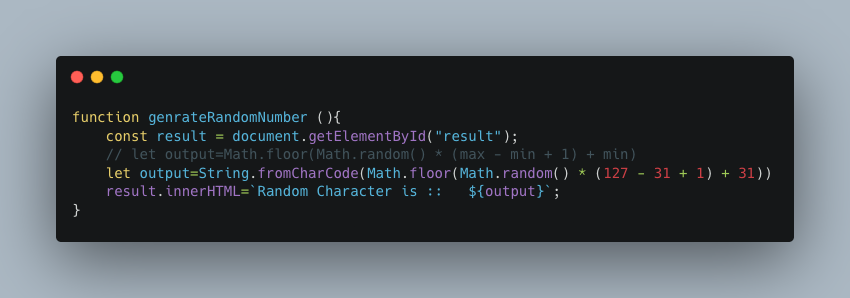 function genrateRandomNumber (){
    const result = document.getElementById("result");
    // let output=Math.floor(Math.random() * (max - min + 1) + min)
    let output=String.fromCharCode(Math.floor(Math.random() * (127 - 31 + 1) + 31))
    result.innerHTML=`Random Character is ::   ${output}`;
}